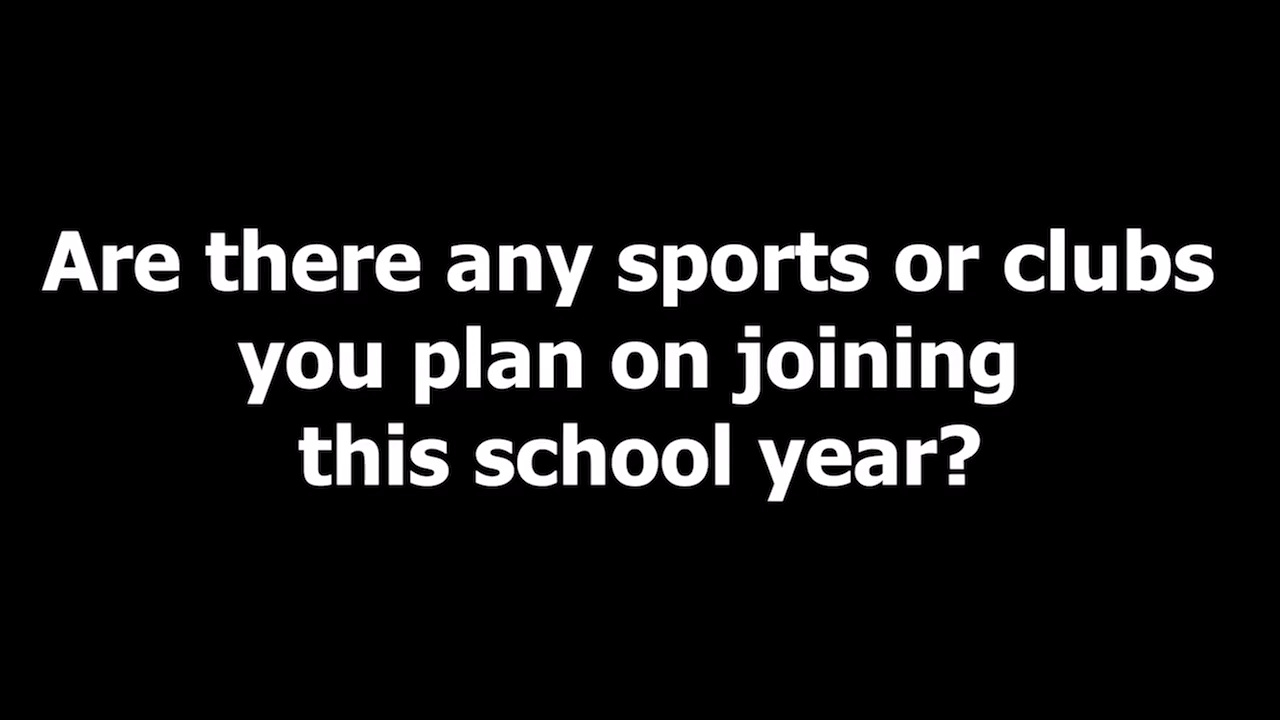 Are there any sports or clubs
you plan on joining
this school year?